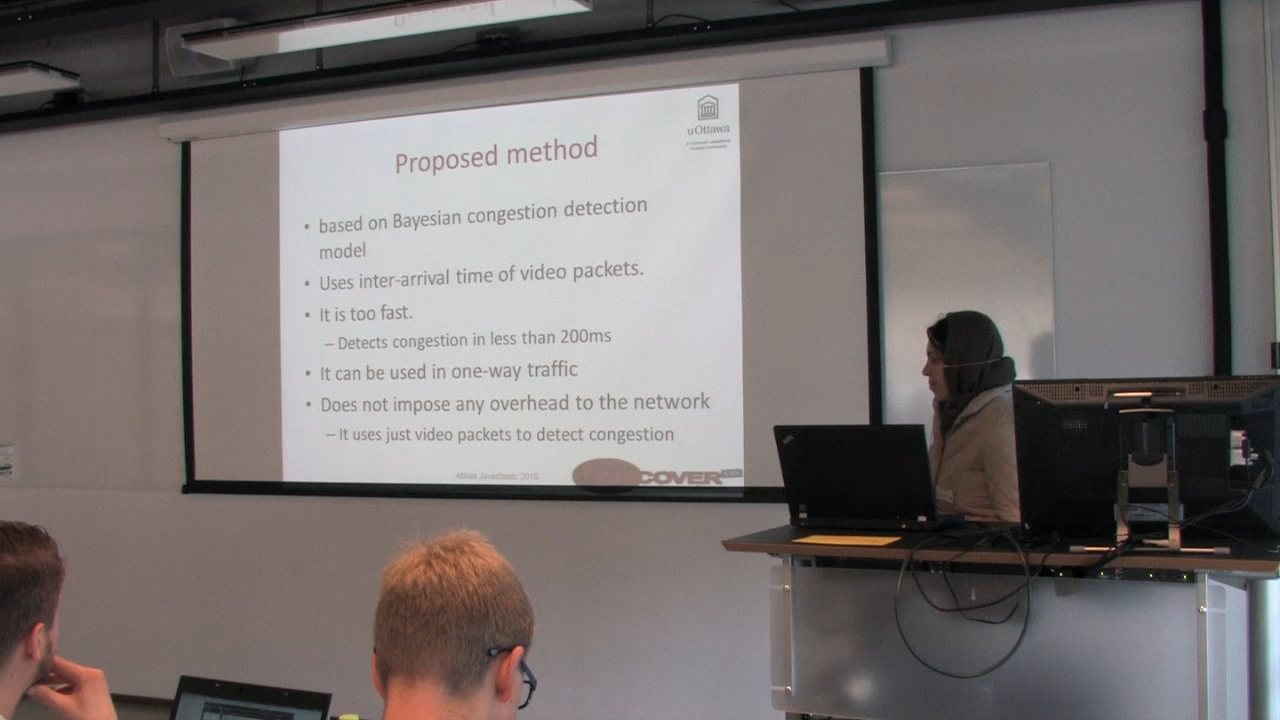 uOttawa
Proposed method
• based on Bayesian congestion detection
model
• Uses inter-arrival time of video packets.
• It is too fast.
– Detects congestion in less than 200ms
• It can be used in one-way traffic
• Does not impose any overhead to the network
– It uses just video packets to detect congestion
2010
COVER